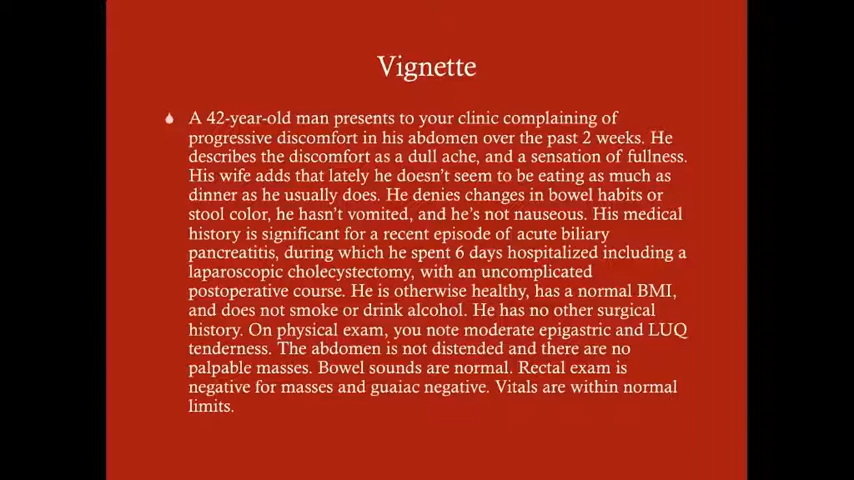 Vignette
A 42-year-old man presents to your clinic complaining of
progressive discomfort in his abdomen over the past 2 weeks. He
describes the discomfort as a dull ache, and a sensation of fullness.
His wife adds that lately he doesn't seem to be eating as much as
dinner as he usually does. He denies changes in bowel habits or
stool color, he hasn't vomited, and he's not nauseous. His medical
history is significant for a recent episode of acute biliary
pancreatitis, during which he spent 6 days hospitalized including a
laparoscopic cholecystectomy, with an uncomplicated
postoperative course. He is otherwise healthy, has a normal BMI,
and does not smoke or drink alcohol. He has no other surgical
history. On physical exam, you note moderate epigastric and LUQ
tenderness. The abdomen is not distended and there are no
palpable masses. Bowel sounds are normal. Rectal exam is
negative for masses and guaiac negative. Vitals are within normal
limits.